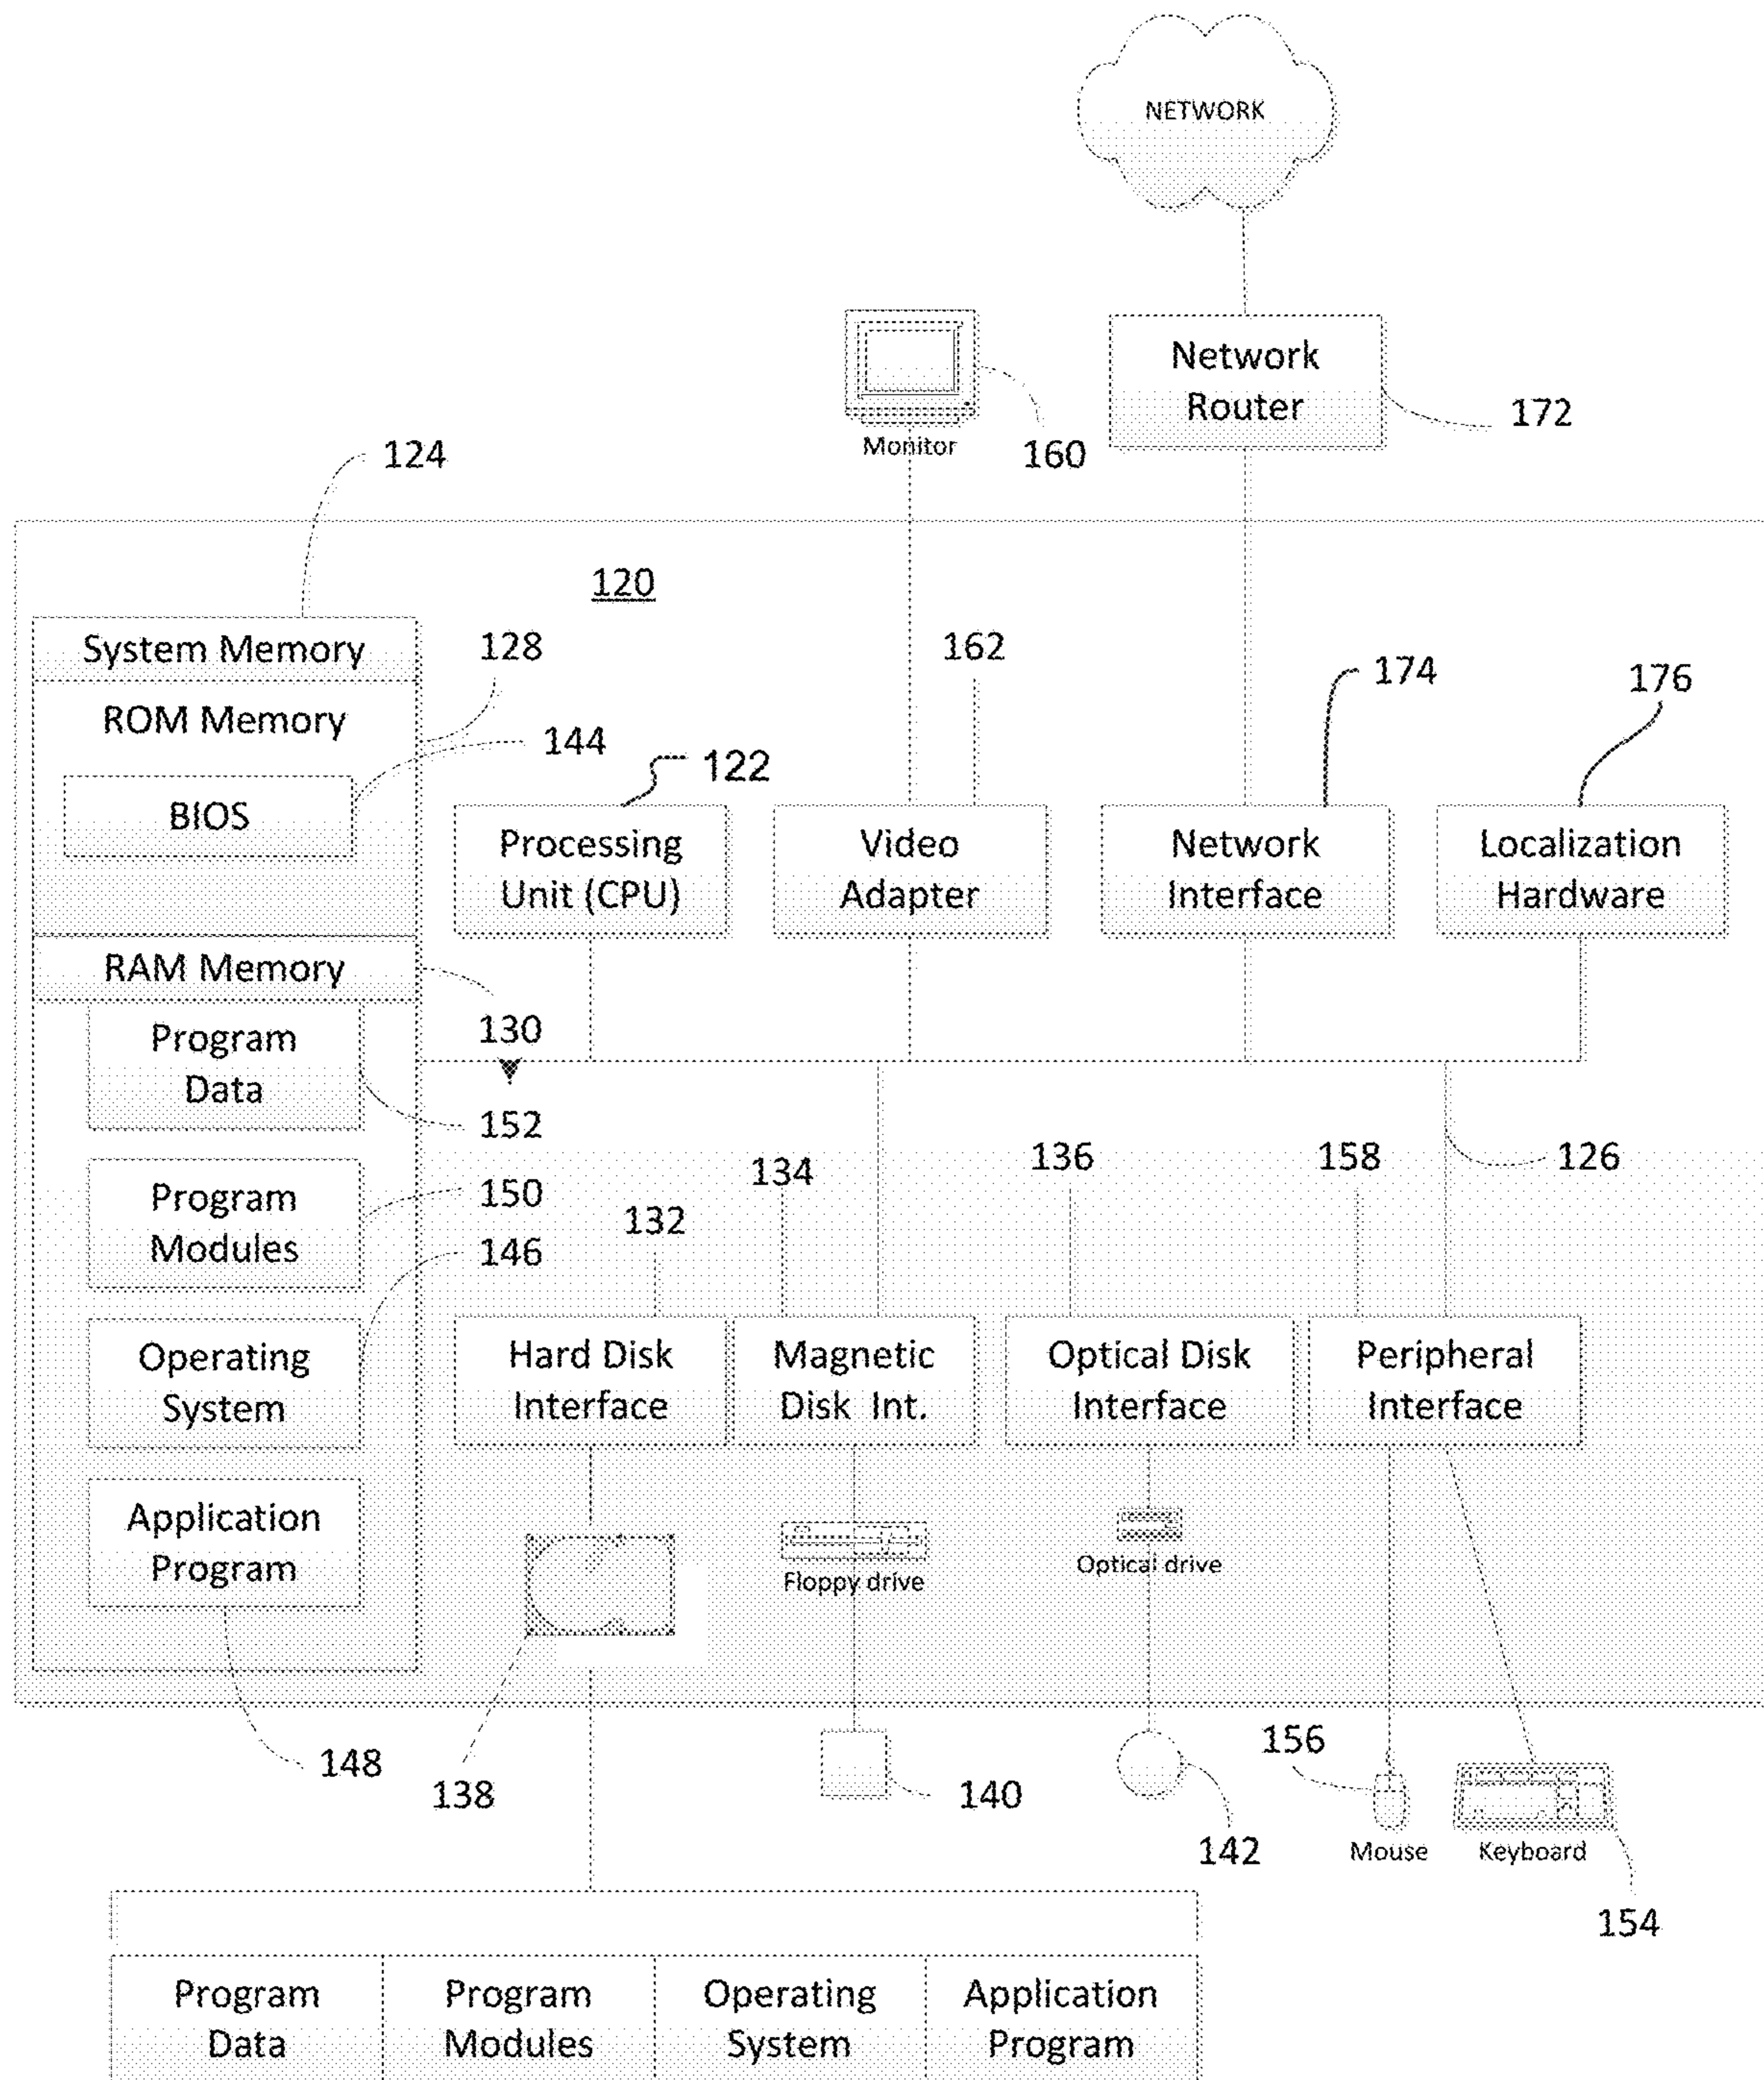 NETWORK
Network
Router
172
Monitor
160
124
120
System Memory
128
162
174
176
ROM Memory
144
122
BIOS
Processing
Unit (CPU)
Video
Adapter
Network
Interface
Localization
Hardware
RAM Memory
130
Program
Data
152
134
136
158
126
Program
Modules
150
132
146
Operating
System
Hard Disk
Interface
Magnetic
Disk Int.
Optical Disk
Interface
Peripheral
Interface
Application
Program
Floppy drive
Optical drive
148
138
140
142
156
Mouse
Keyboard
154
Program
Data
Program
Modules
Operating
System
Application
Program